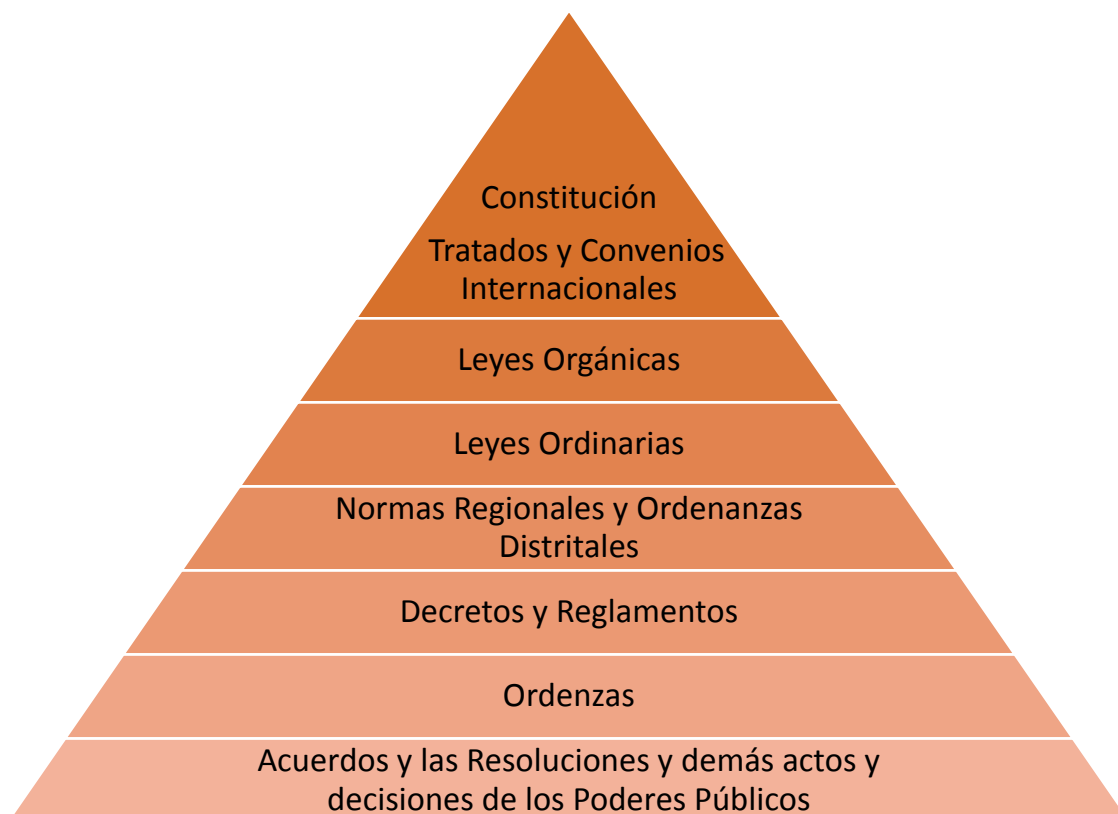 Constitución
Tratados y Convenios
Internacionales
Leyes Orgánicas
Leyes Ordinarias
Normas Regionales y Ordenanzas
Distritales
Decretos y Reglamentos
Ordenzas
Acuerdos y las Resoluciones y demás actos y
decisiones de los Poderes Públicos